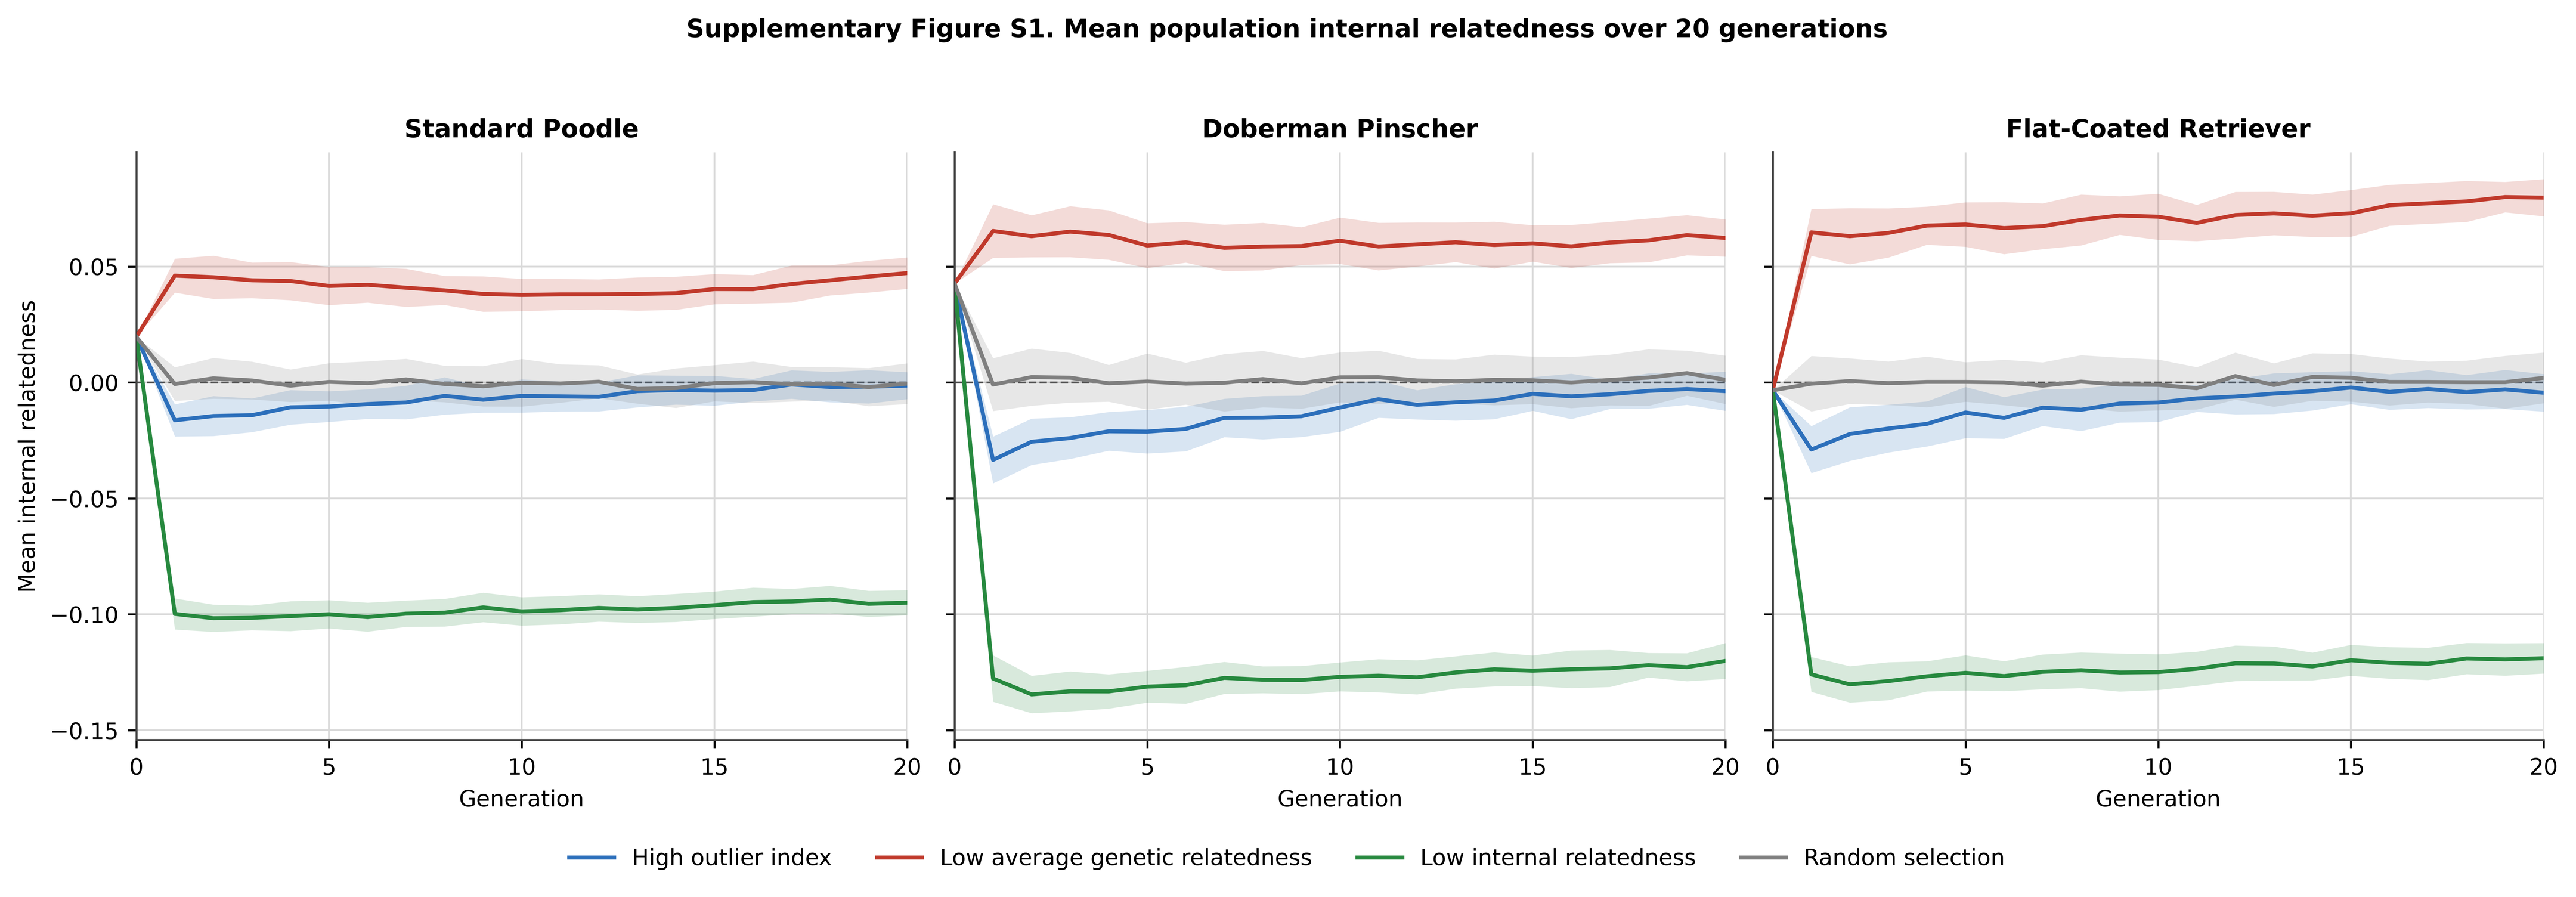 Supplementary Figure S1. Mean population internal relatedness over 20 generations
Standard Poodle
Doberman Pinscher
Flat-Coated Retriever
Mean internal relatedness
0.05
0.00
−0.05
−0.10
−0.15
0 5 10 15 20
0 5 10 15 20
0 5 10 15 20
Generation
Generation
Generation
High outlier index
Low average genetic relatedness
Low internal relatedness
Random selection